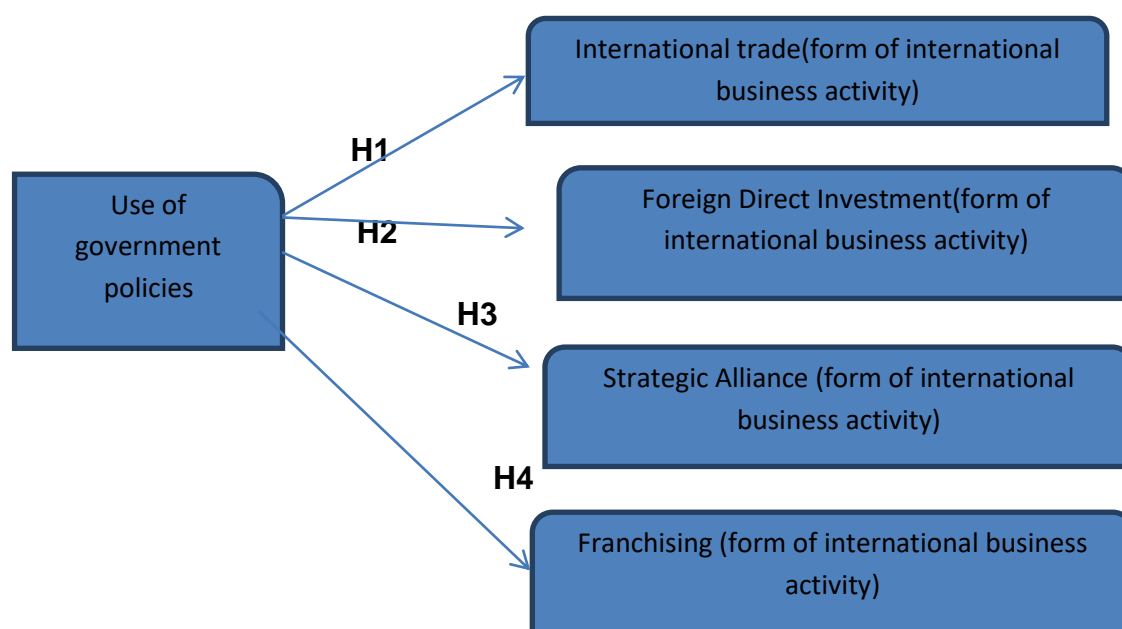 International trade(form of international
business activity)
H1
Use of
government
policies
Foreign Direct Investment(form of
international business activity)
H2
H3
Strategic Alliance (form of international
business activity)
H4
Franchising (form of international business
activity)